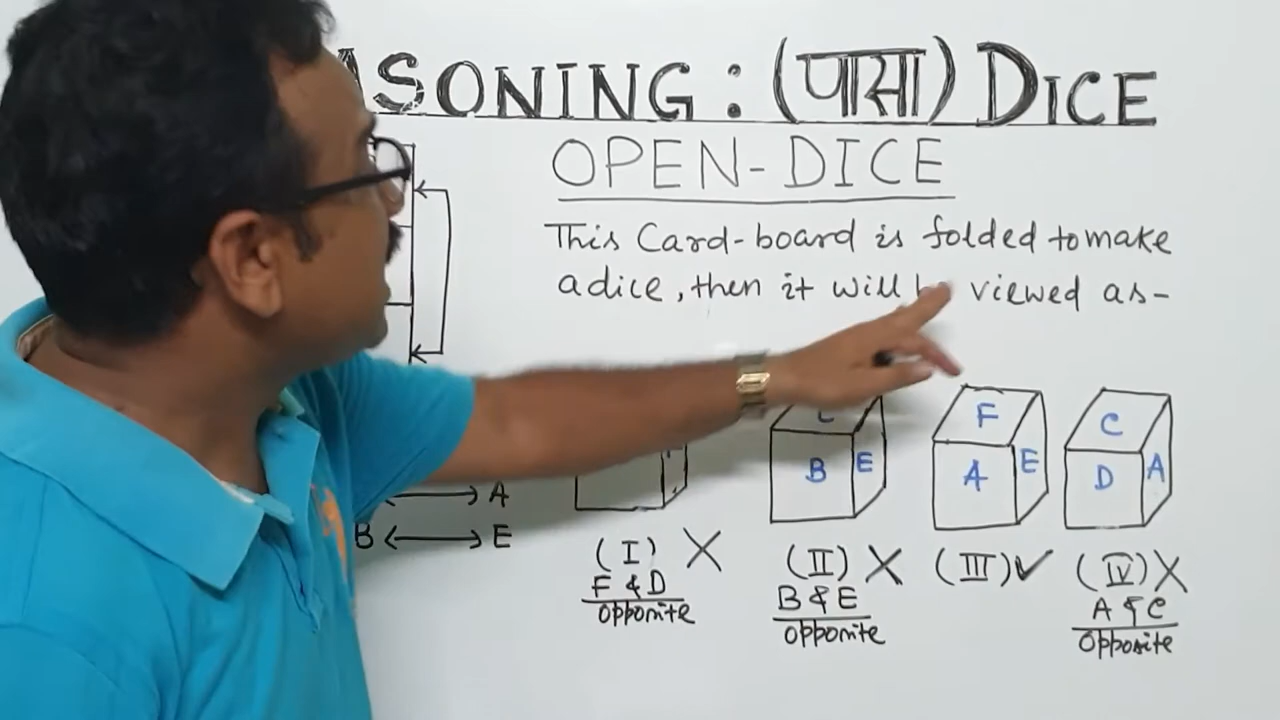 ASONING : (पासा) DICE
OPEN-DICE
This Card-board is folded to make
a dice, then it will be viewed as-
B E
F A E
C D A
A
B E
(I) X (II) X (III) ✓ (IV) X
F & D
Opposite
B & E
Opposite
A & C
Opposite